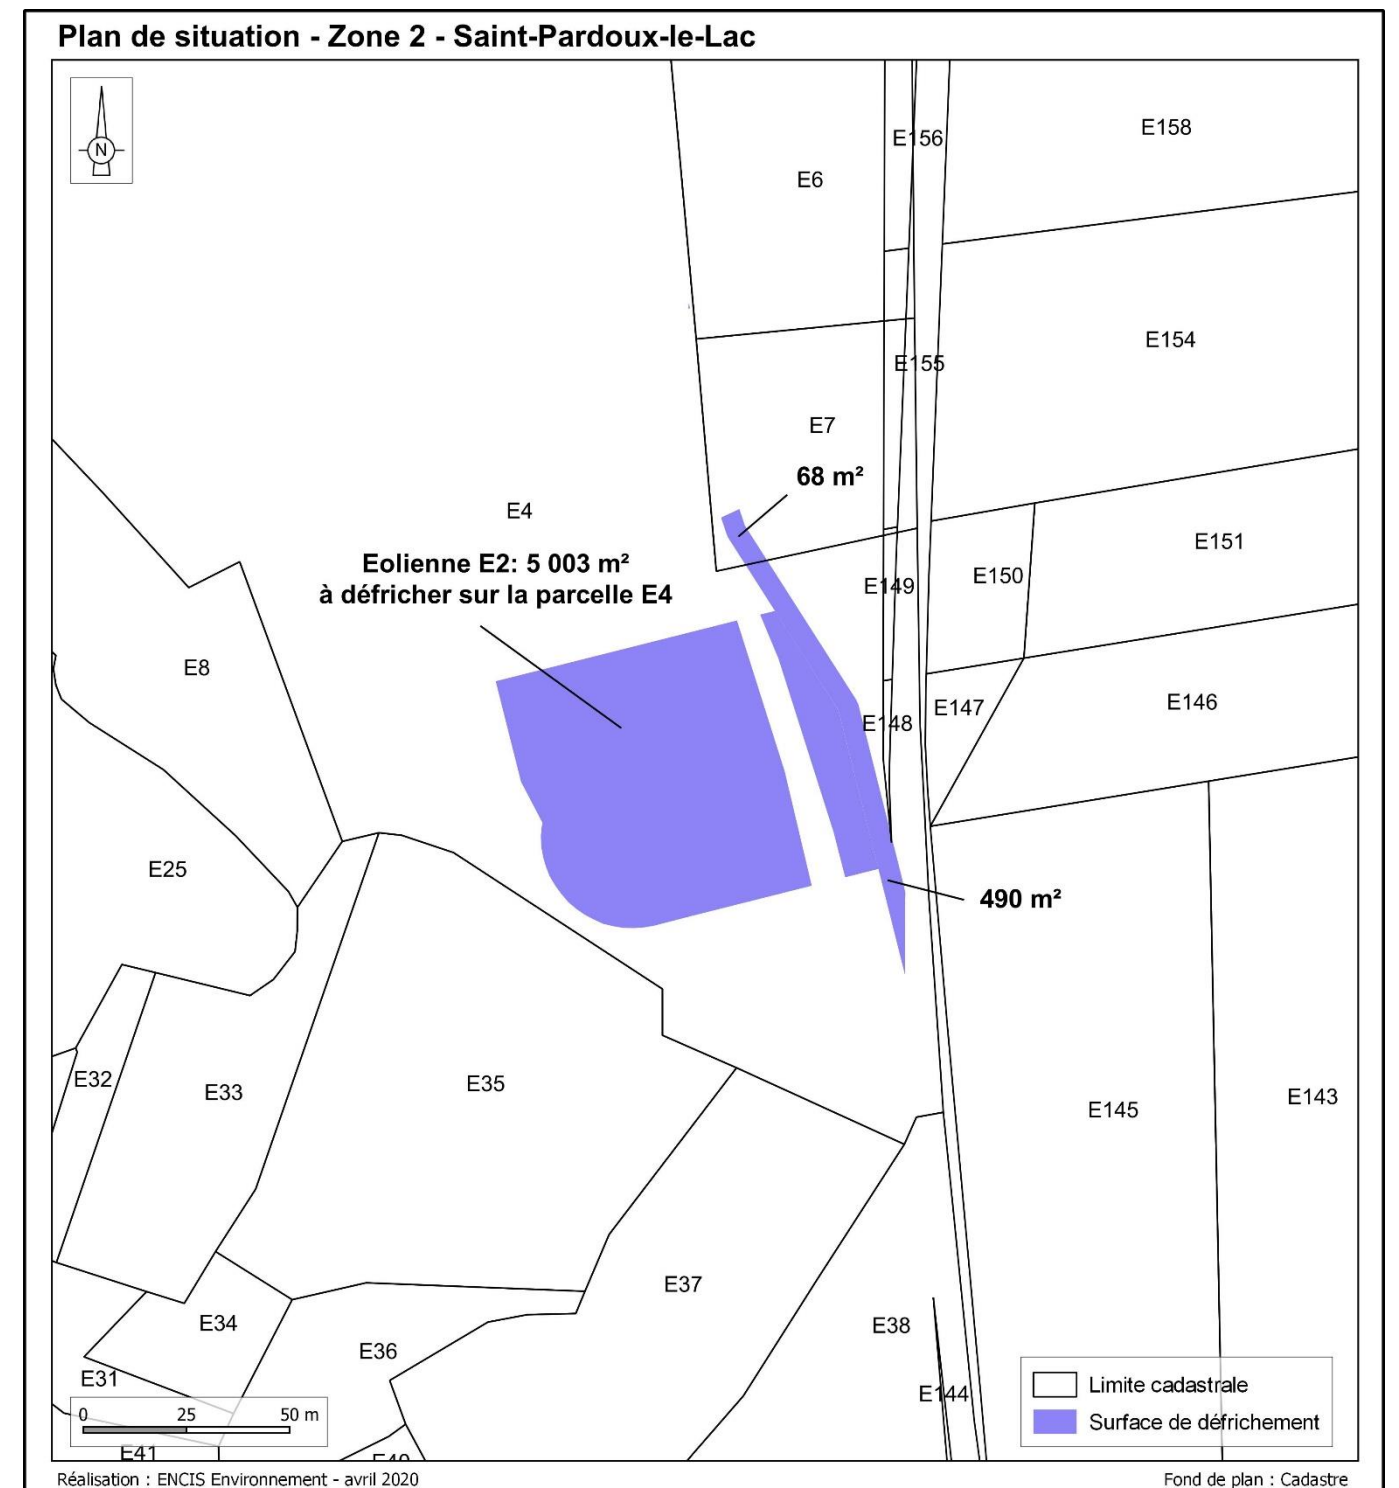 Plan de situation - Zone 2 - Saint-Pardoux-le-Lac
N
E156
E158
E6
E154
E155
E7
68 m²
E4
E151
Eolienne E2: 5 003 m²
à défricher sur la parcelle E4
E149
E150
E8
E148
E147
E146
E25
490 m²
E32
E33
E35
E145
E143
E37
E34
E38
E36
E31
E144
Limite cadastrale
Surface de défrichement
0 25 50 m
E41
E40
Réalisation : ENCIS Environnement - avril 2020
Fond de plan : Cadastre